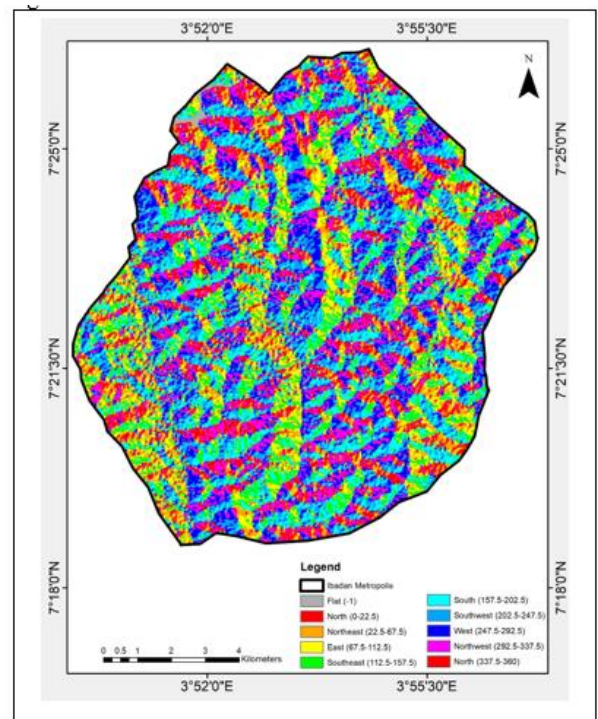 3°52'0"E 3°55'30"E
N
7°25'0"N 7°25'0"N
7°21'30"N 7°21'30"N
7°18'0"N 7°18'0"N
Legend
Ibadan Metropolis
Flat (-1)
North (0-22.5)
Northeast (22.5-67.5)
East (67.5-112.5)
Southeast (112.5-157.5)
South (157.5-202.5)
Southwest (202.5-247.5)
West (247.5-292.5)
Northwest (292.5-337.5)
North (337.5-360)
0 0.5 1 2 3 4
Kilometers
3°52'0"E 3°55'30"E